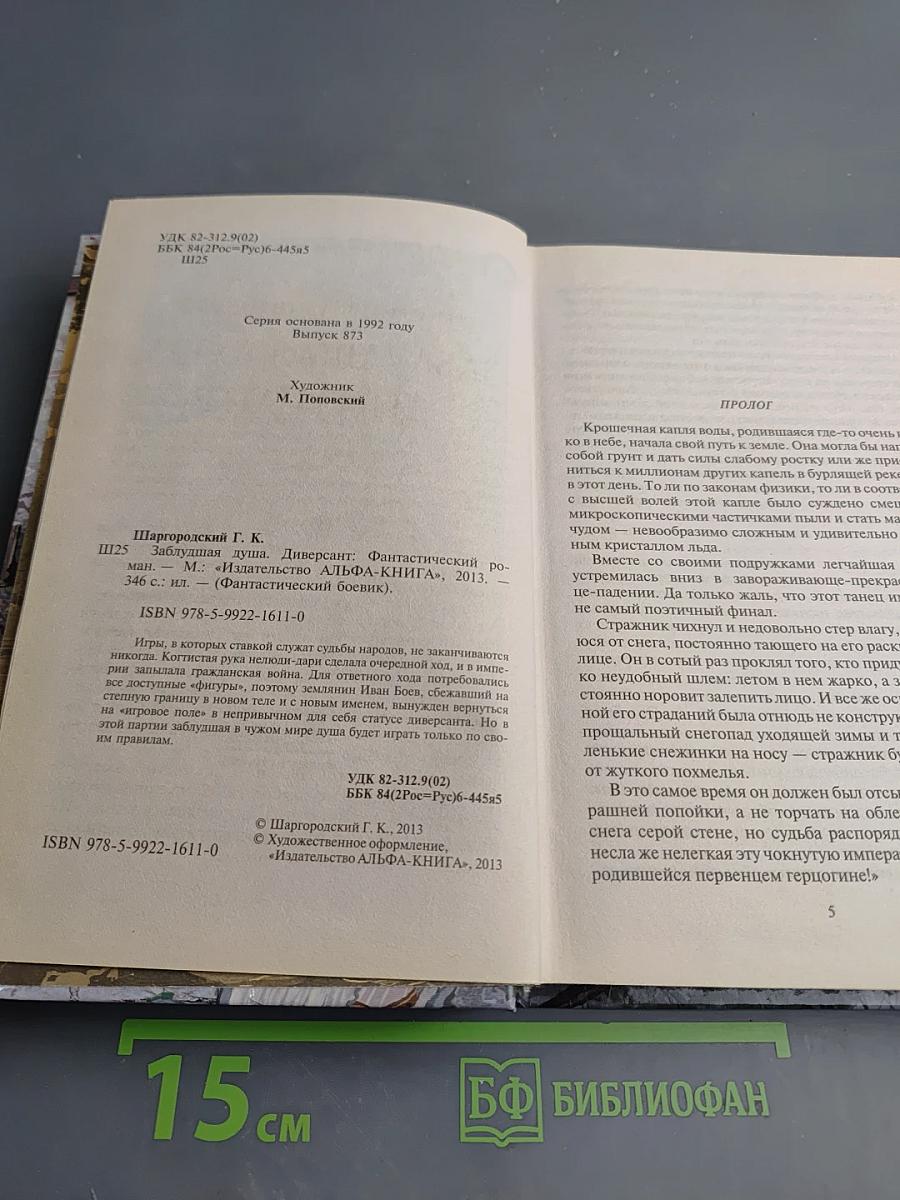 УДК 82-312.9(02)
ББК 84(2Рос=Рус)6-445я5
Ш25
Серия основана в 1992 году
Выпуск 873
Художник
М. Поповский
Шаргородский Г. К.
Ш25 Заблудшая душа. Диверсант: Фантастический ро-
ман. — М.: «Издательство АЛЬФА-КНИГА», 2013. —
346 с.: ил. — (Фантастический боевик).
ISBN 978-5-9922-1611-0
Игры, в которых ставкой служат судьбы народов, не заканчиваются
никогда. Когтистая рука нелюди-дари сделала очередной ход, и в импе-
рии запылала гражданская война. Для ответного хода потребовались
все доступные «фигуры», поэтому землянин Иван Боев, сбежавший на
степную границу в новом теле и с новым именем, вынужден вернуться
на «игровое поле» в непривычном для себя статусе диверсанта. Но в
этой партии заблудшая в чужом мире душа будет играть только по сво-
им правилам.
УДК 82-312.9(02)
ББК 84(2Рос=Рус)6-445я5
© Шаргородский Г. К., 2013
© Художественное оформление,
«Издательство АЛЬФА-КНИГА», 2013
ISBN 978-5-9922-1611-0
ПРОЛОГ
Крошечная капля воды, родившаяся где-то очень
ко в небе, начала свой путь к земле. Она могла бы
собой грунт и дать силы слабому ростку или же
ниться к миллионам других капель в бурлящей реке
в этот день. То ли по законам физики, то ли в
с высшей волей этой капле было суждено
микроскопическими частичками пыли и стать
чудом — невообразимо сложным и удивительно
ным кристаллом льда.
Вместе со своими подружками легчайшая
устремилась вниз в завораживающе-прекрас
це-падении. Да только жаль, что этот танец
не самый поэтичный финал.
Стражник чихнул и недовольно стер влагу,
юся от снега, постоянно тающего на его
лице. Он в сотый раз проклял того, кто
ко неудобный шлем: летом в нем жарко, а
стоянно норовит залепить лицо. И все же
ной его страданий была отнюдь не
прощальный снегопад уходящей зимы и
ленькие снежинки на носу — стражник
от жуткого похмелья.
В это самое время он должен был
рашней попойки, а не торчать на
снега серой стене, но судьба
несла же нелегкая эту чокнутую
родившейся первенцем герцогине!»
5
15 см
БФ БИБЛИОФАН